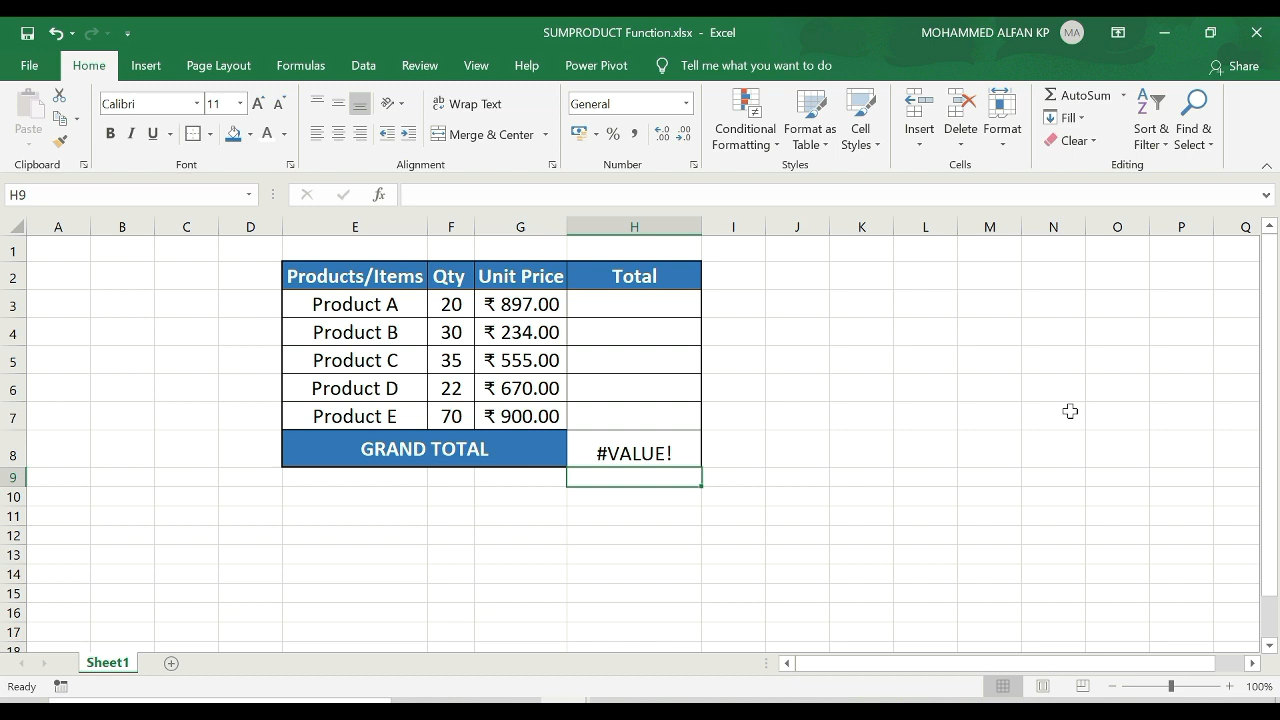 SUMPRODUCT Function.xlsx - Excel
MOHAMMED ALFAN KP
MA
File Home Insert Page Layout Formulas Data Review View Help Power Pivot Tell me what you want to do Share
Paste
Calibri 11
Wrap Text
General
Conditional Formatting
Format as Table
Cell Styles
Insert
Delete
Format
AutoSum
Fill
Clear
Sort & Filter
Find & Select
B I U
Merge & Center
Clipboard Font Alignment Number Styles Cells Editing
H9 fx
A B C D E F G H I J K L M N O P Q
1
2 Products/Items Qty Unit Price Total
3 Product A 20 ₹ 897.00
4 Product B 30 ₹ 234.00
5 Product C 35 ₹ 555.00
6 Product D 22 ₹ 670.00
7 Product E 70 ₹ 900.00
8 GRAND TOTAL #VALUE!
9
10
11
12
13
14
15
16
17
18
Sheet1
Ready 100%